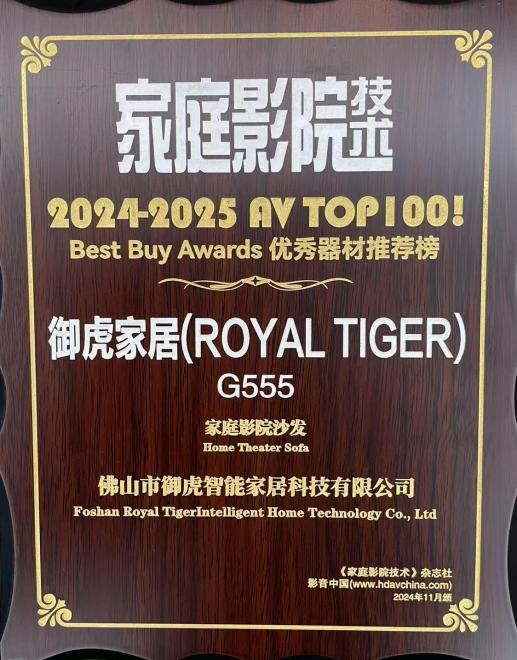 家庭影院技术
2024-2025 AV TOP100!
Best Buy Awards 优秀器材推荐榜
御虎家居(ROYAL TIGER)
G555
家庭影院沙发
Home Theater Sofa
佛山市御虎智能家居科技有限公司
Foshan Royal TigerIntelligent Home Technology Co., Ltd
《家庭影院技术》杂志社
影音中国(www.hdavchina.com)
2024年11月颁